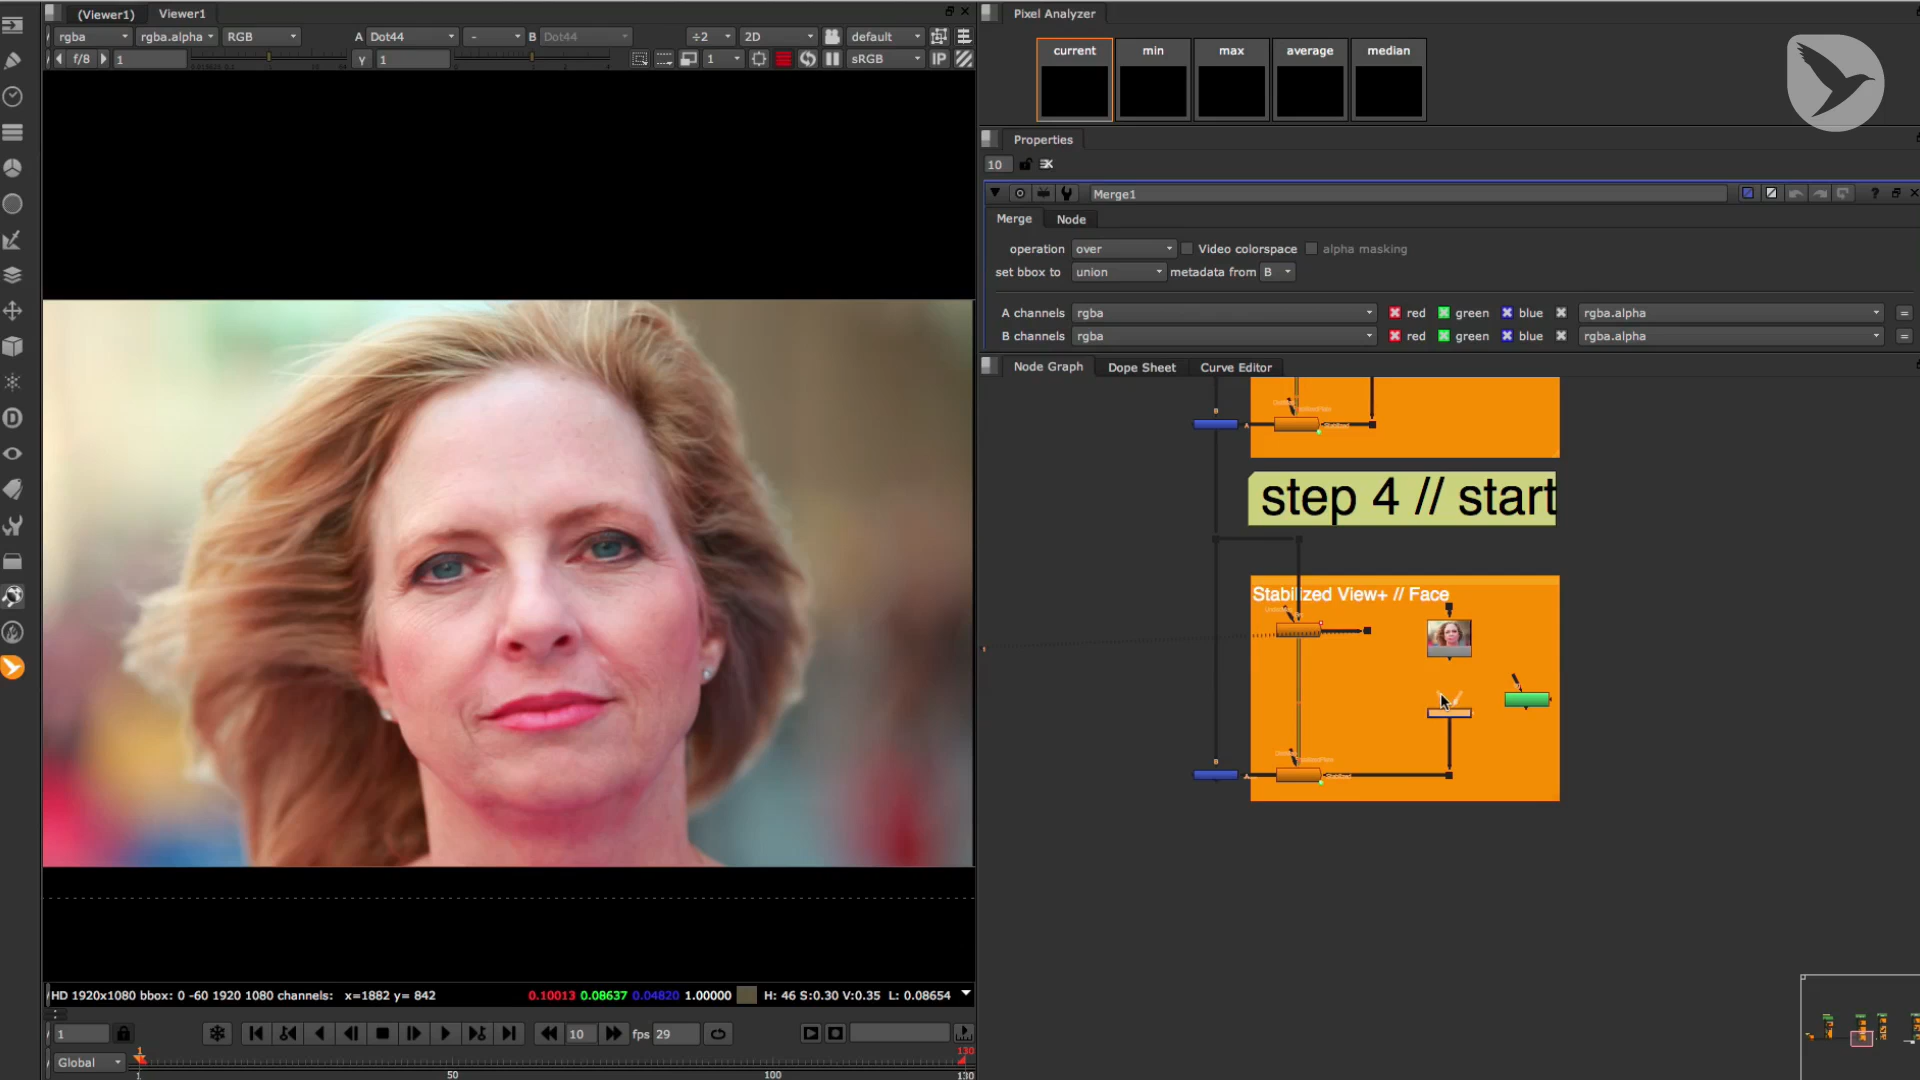 (Viewer1) Viewer1
rgba rgba.alpha RGB A Dot44 - B Dot44 ÷2 2D default
f/8 1 γ 1 1 sRGB IP
Pixel Analyzer
current min max average median
Properties
10
Merge1 ?
Merge Node
operation over Video colorspace alpha masking
set bbox to union metadata from B
A channels rgba red green blue rgba.alpha =
B channels rgba red green blue rgba.alpha =
Node Graph Dope Sheet Curve Editor
B
A Stabilized
step 4 // start
Stabilized View+ // Face
B
A Stabilized
HD 1920x1080 bbox: 0 -60 1920 1080 channels: x=1882 y= 842 0.10013 0.08637 0.04820 1.00000 H: 46 S:0.30 V:0.35 L: 0.08654
1 10 fps 29
Global 1 130
1 50 100 130